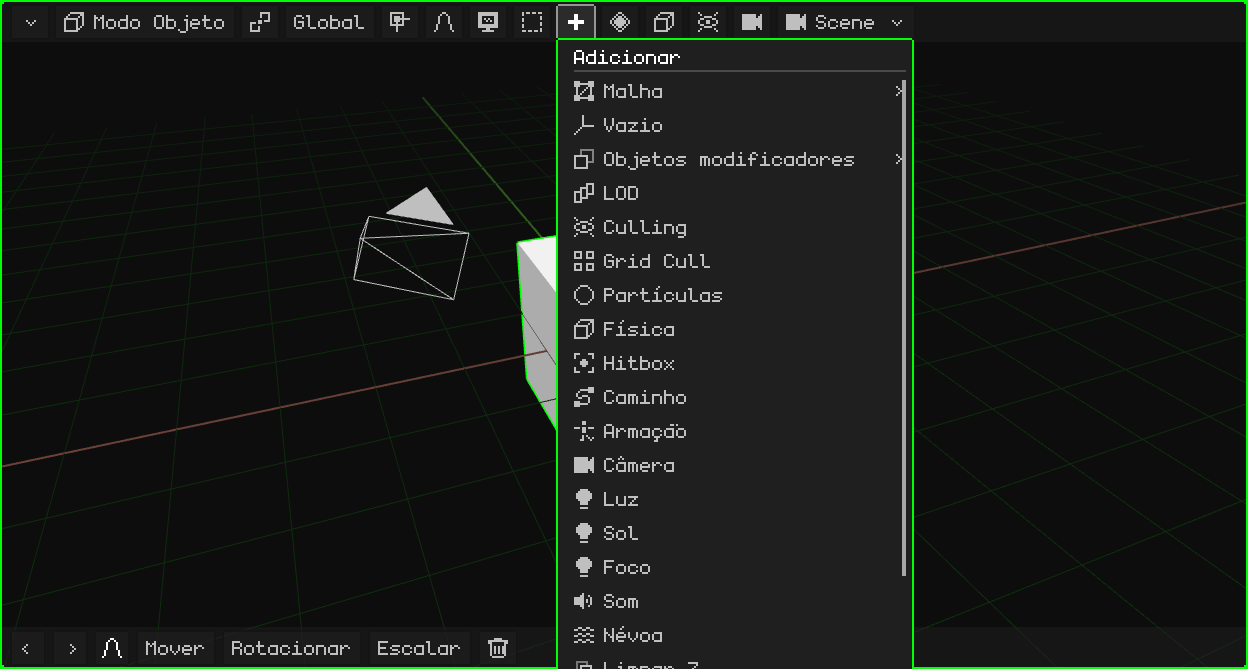 Modo Objeto Global Scene
Adicionar
Malha
Vazio
Objetos modificadores
LOD
Culling
Grid Cull
Partículas
Física
Hitbox
Caminho
Armação
Câmera
Luz
Sol
Foco
Som
Névoa
Limpar Z
Mover Rotacionar Escalar